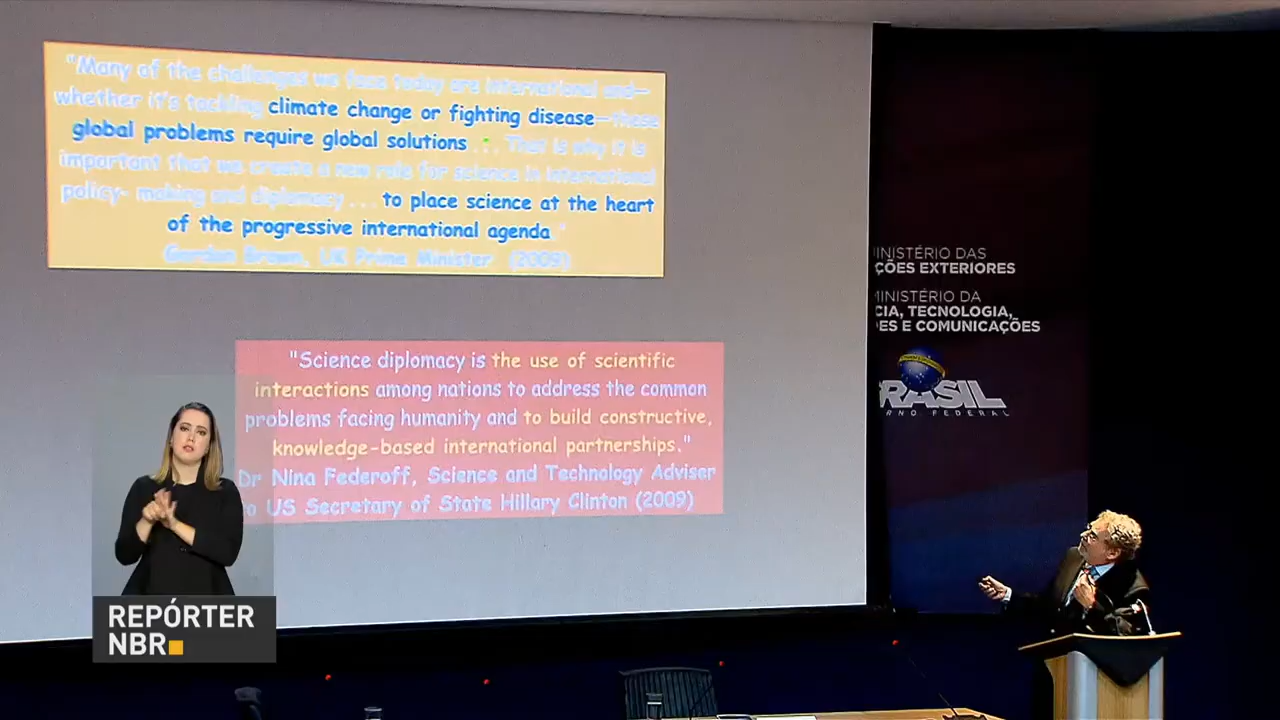 "Many of the challenges we face today are international and—
whether it's tackling climate change or fighting disease—these
global problems require global solutions . . . That is why it is
important that we create a new role for science in international
policy- making and diplomacy . . . to place science at the heart
of the progressive international agenda."
Gordon Brown, UK Prime Minister (2009)
"Science diplomacy is the use of scientific
interactions among nations to address the common
problems facing humanity and to build constructive,
knowledge-based international partnerships."
Dr Nina Federoff, Science and Technology Adviser
o US Secretary of State Hillary Clinton (2009)
INISTÉRIO DAS
ÇÕES EXTERIORES
MINISTÉRIO DA
CIA, TECNOLOGIA,
ES E COMUNICAÇÕES
BRASIL
RNO FEDERAL
REPÓRTER
NBR